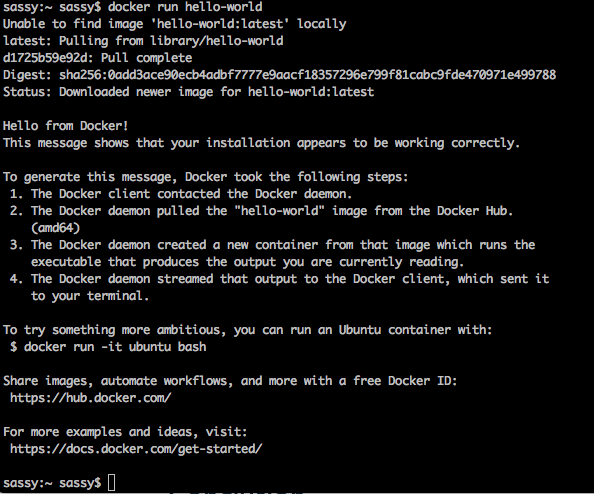 sassy:~ sassy$ docker run hello-world
Unable to find image 'hello-world:latest' locally
latest: Pulling from library/hello-world
d1725b59e92d: Pull complete
Digest: sha256:0add3ace90ecb4adbf7777e9aacf18357296e799f81cabc9fde470971e499788
Status: Downloaded newer image for hello-world:latest
Hello from Docker!
This message shows that your installation appears to be working correctly.
To generate this message, Docker took the following steps:
1. The Docker client contacted the Docker daemon.
2. The Docker daemon pulled the "hello-world" image from the Docker Hub.
(amd64)
3. The Docker daemon created a new container from that image which runs the
executable that produces the output you are currently reading.
4. The Docker daemon streamed that output to the Docker client, which sent it
to your terminal.
To try something more ambitious, you can run an Ubuntu container with:
$ docker run -it ubuntu bash
Share images, automate workflows, and more with a free Docker ID:
https://hub.docker.com/
For more examples and ideas, visit:
https://docs.docker.com/get-started/
sassy:~ sassy$